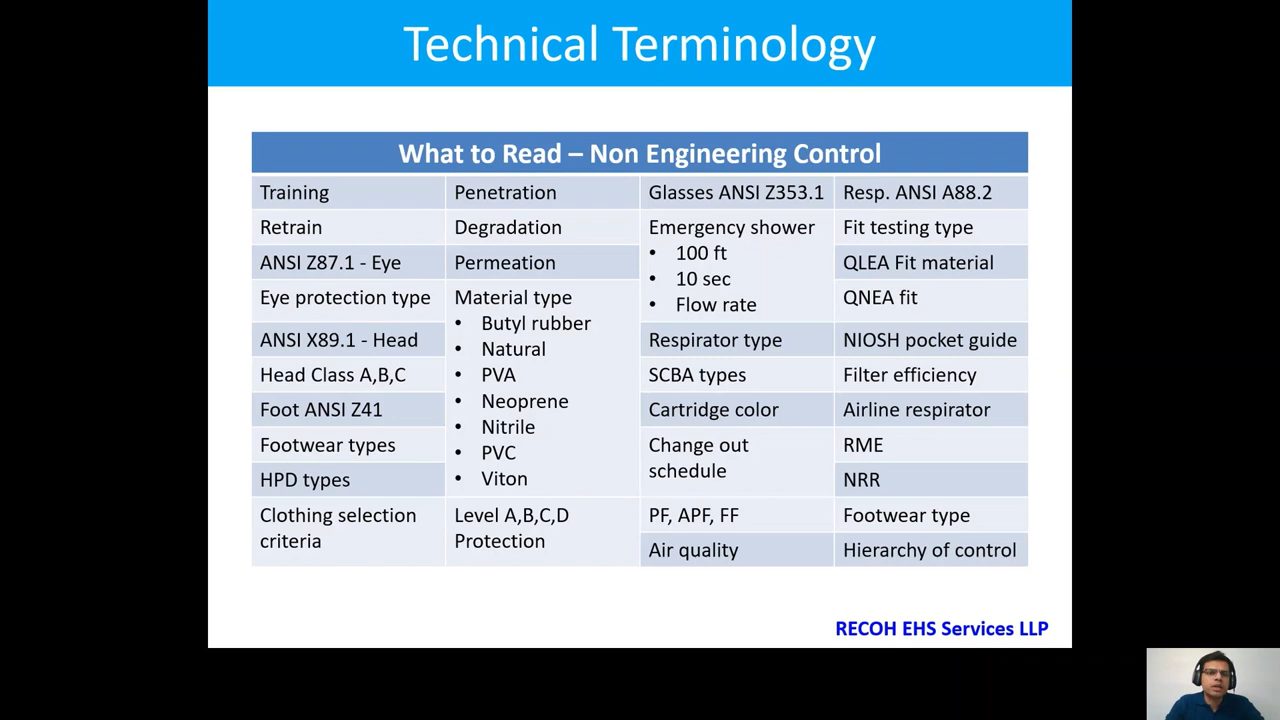 Technical Terminology
What to Read – Non Engineering Control
Training
Retrain
ANSI Z87.1 - Eye
Eye protection type
ANSI X89.1 - Head
Head Class A,B,C
Foot ANSI Z41
Footwear types
HPD types
Clothing selection
criteria
Penetration
Degradation
Permeation
Material type
• Butyl rubber
• Natural
• PVA
• Neoprene
• Nitrile
• PVC
• Viton
Level A,B,C,D
Protection
Glasses ANSI Z353.1
Emergency shower
• 100 ft
• 10 sec
• Flow rate
Respirator type
SCBA types
Cartridge color
Change out
schedule
PF, APF, FF
Air quality
Resp. ANSI A88.2
Fit testing type
QLEA Fit material
QNEA fit
NIOSH pocket guide
Filter efficiency
Airline respirator
RME
NRR
Footwear type
Hierarchy of control
RECOH EHS Services LLP